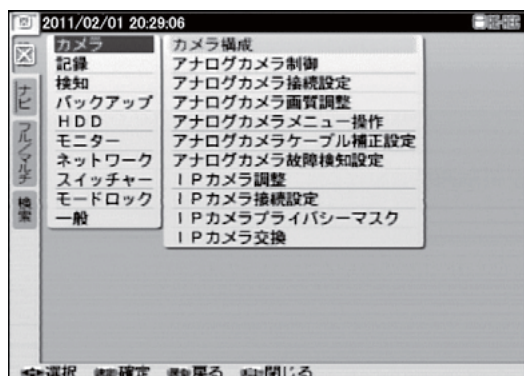 2011/02/01 20:29:06
カメラ
記録
検知
バックアップ
HDD
モニター
ネットワーク
スイッチャー
モードロック
一般
カメラ構成
アナログカメラ制御
アナログカメラ接続設定
アナログカメラ画質調整
アナログカメラメニュー操作
アナログカメラケーブル補正設定
アナログカメラ故障検知設定
IPカメラ調整
IPカメラ接続設定
IPカメラプライバシーマスク
IPカメラ交換
ナビ
フル/マルチ
検索
選択 確定 戻る 閉じる